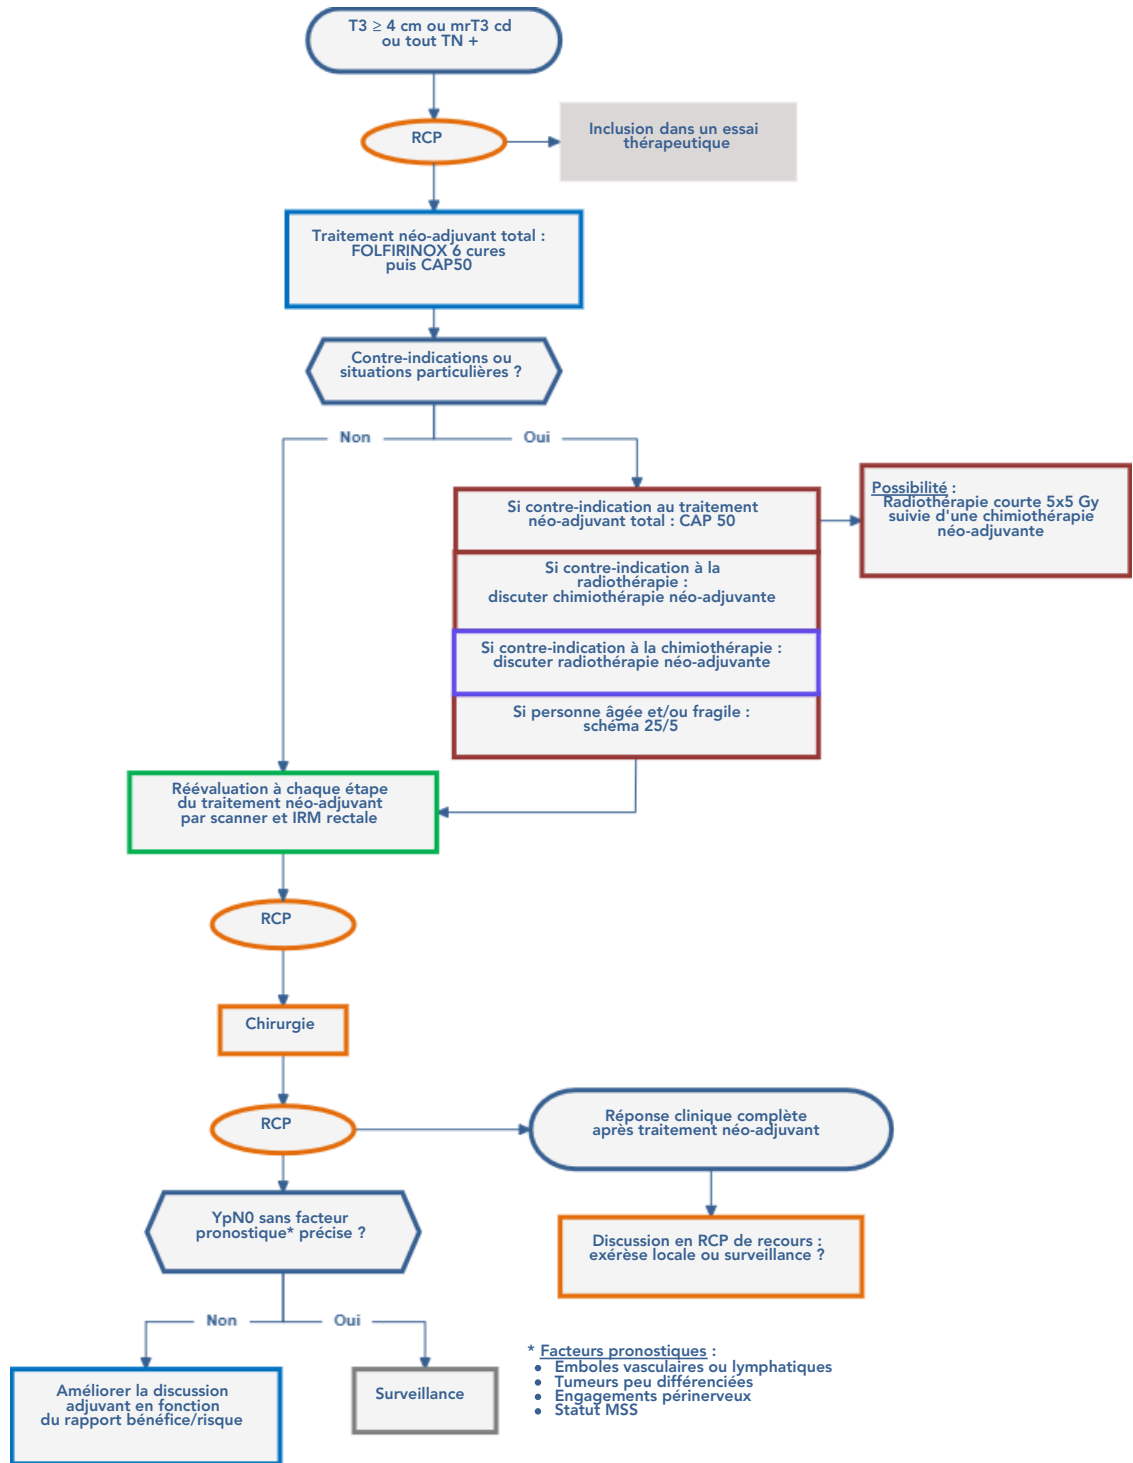 T3 ≥ 4 cm ou mrT3 cd
ou tout TN +
RCP
Inclusion dans un essai
thérapeutique
Traitement néo-adjuvant total :
FOLFIRINOX 6 cures
puis CAP50
Contre-indications ou
situations particulières ?
Non
Oui
Si contre-indication au traitement
néo-adjuvant total : CAP 50
Possibilité :
Radiothérapie courte 5x5 Gy
suivie d'une chimiothérapie
néo-adjuvante
Si contre-indication à la
radiothérapie :
discuter chimiothérapie néo-adjuvante
Si contre-indication à la chimiothérapie :
discuter radiothérapie néo-adjuvante
Si personne âgée et/ou fragile :
schéma 25/5
Réévaluation à chaque étape
du traitement néo-adjuvant
par scanner et IRM rectale
RCP
Chirurgie
RCP
Réponse clinique complète
après traitement néo-adjuvant
YpN0 sans facteur
pronostique* précise ?
Discussion en RCP de recours :
exérèse locale ou surveillance ?
Non
Oui
Améliorer la discussion
adjuvant en fonction
du rapport bénéfice/risque
Surveillance
* Facteurs pronostiques :
• Emboles vasculaires ou lymphatiques
• Tumeurs peu différenciées
• Engagements périnerveux
• Statut MSS